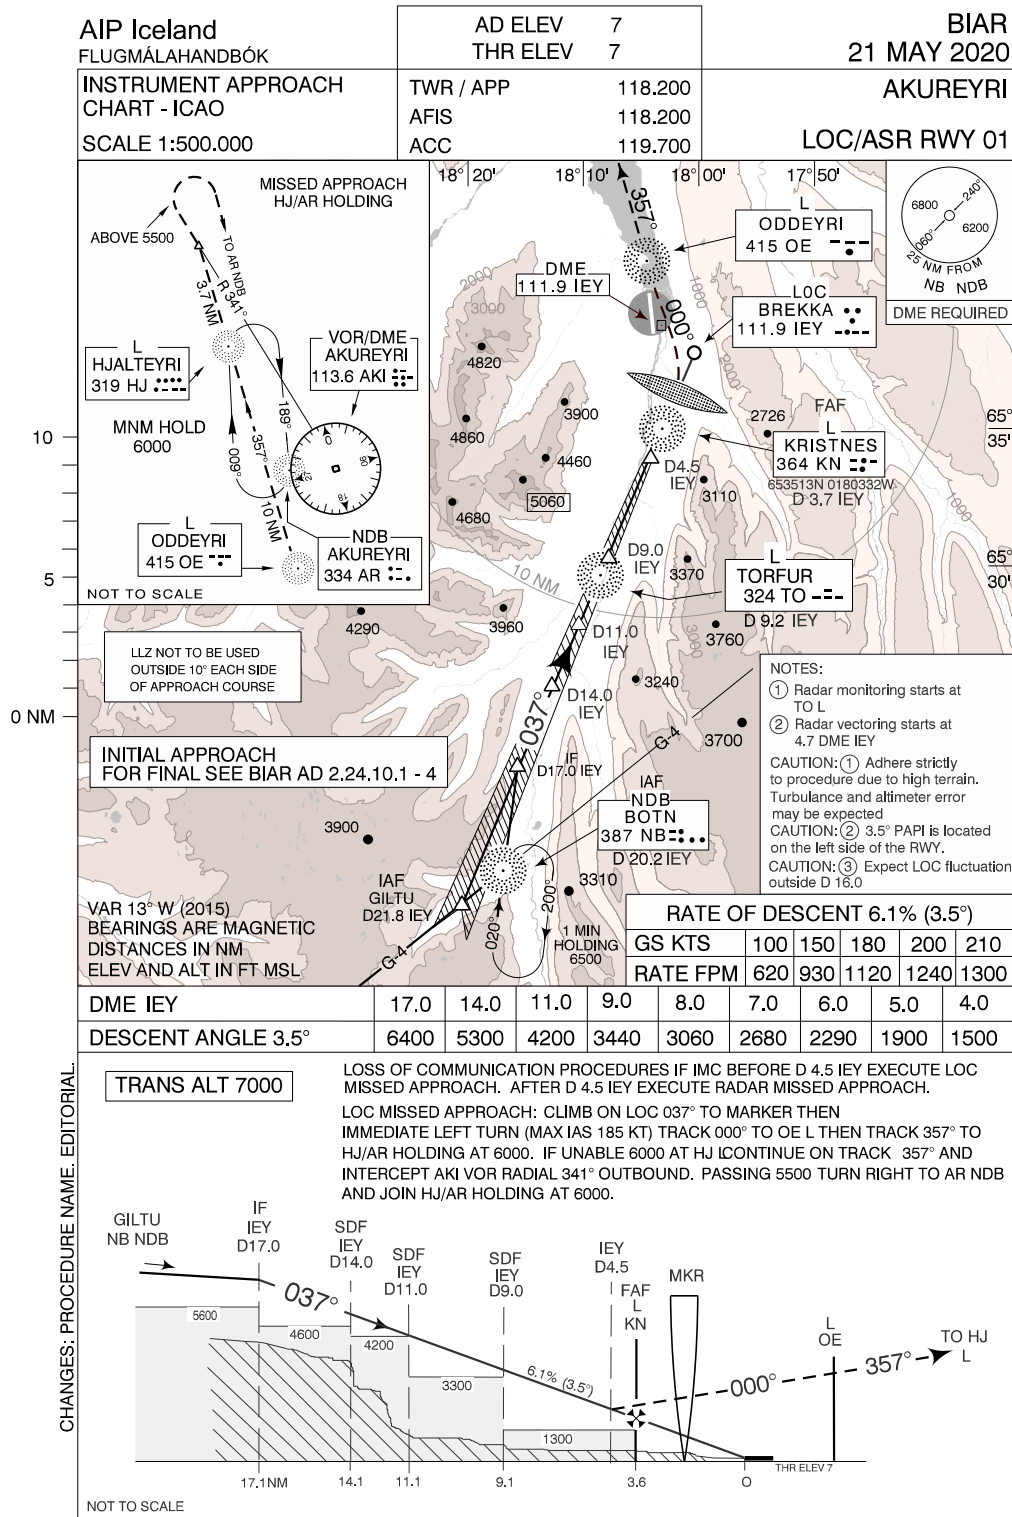 AIP Iceland
FLUGMÁLAHANDBÓK
AD ELEV 7
THR ELEV 7
BIAR
21 MAY 2020
INSTRUMENT APPROACH
CHART - ICAO
SCALE 1:500.000
TWR / APP 118.200
AFIS 118.200
ACC 119.700
AKUREYRI
LOC/ASR RWY 01
18° 20'
18° 10'
18° 00'
17° 50'
MISSED APPROACH
HJ/AR HOLDING
ABOVE 5500
TO AR NDB
R 341°
3.7 NM
L
HJALTEYRI
319 HJ
VOR/DME
AKUREYRI
113.6 AKI
MNM HOLD
6000
189°
009°
357°
10 NM
L
ODDEYRI
415 OE
NDB
AKUREYRI
334 AR
NOT TO SCALE
357°
L
ODDEYRI
415 OE
DME
111.9 IEY
000°
LOC
BREKKA
111.9 IEY
6800
240°
6200
060°
25 NM FROM
NB NDB
DME REQUIRED
2000
3000
1000
2000
4820
4860
3900
4460
4680
5060
2726
FAF
L
KRISTNES
364 KN
653513N 0180332W
D 3.7 IEY
D4.5
IEY
3110
1000
65°
35'
65°
30'
10
5
0 NM
10 NM
D9.0
IEY
3370
L
TORFUR
324 TO
D 9.2 IEY
3000
4290
3960
3760
D11.0
IEY
3240
D14.0
IEY
3700
G-4
LLZ NOT TO BE USED
OUTSIDE 10° EACH SIDE
OF APPROACH COURSE
INITIAL APPROACH
FOR FINAL SEE BIAR AD 2.24.10.1 - 4
037°
IF
D17.0 IEY
IAF
NDB
BOTN
387 NB
D 20.2 IEY
3900
3310
IAF
GILTU
D21.8 IEY
G-4
020°
200°
1 MIN
HOLDING
6500
VAR 13° W (2015)
BEARINGS ARE MAGNETIC
DISTANCES IN NM
ELEV AND ALT IN FT MSL
NOTES:
1 Radar monitoring starts at
TO L
2 Radar vectoring starts at
4.7 DME IEY
CAUTION: 1 Adhere strictly
to procedure due to high terrain.
Turbulance and altimeter error
may be expected
CAUTION: 2 3.5° PAPI is located
on the left side of the RWY.
CAUTION: 3 Expect LOC fluctuation
outside D 16.0
RATE OF DESCENT 6.1% (3.5°)
GS KTS 100 150 180 200 210
RATE FPM 620 930 1120 1240 1300
DME IEY 17.0 14.0 11.0 9.0 8.0 7.0 6.0 5.0 4.0
DESCENT ANGLE 3.5° 6400 5300 4200 3440 3060 2680 2290 1900 1500
TRANS ALT 7000
LOSS OF COMMUNICATION PROCEDURES IF IMC BEFORE D 4.5 IEY EXECUTE LOC
MISSED APPROACH. AFTER D 4.5 IEY EXECUTE RADAR MISSED APPROACH.
LOC MISSED APPROACH: CLIMB ON LOC 037° TO MARKER THEN
IMMEDIATE LEFT TURN (MAX IAS 185 KT) TRACK 000° TO OE L THEN TRACK 357° TO
HJ/AR HOLDING AT 6000. IF UNABLE 6000 AT HJ LCONTINUE ON TRACK 357° AND
INTERCEPT AKI VOR RADIAL 341° OUTBOUND. PASSING 5500 TURN RIGHT TO AR NDB
AND JOIN HJ/AR HOLDING AT 6000.
CHANGES: PROCEDURE NAME. EDITORIAL.
GILTU
NB NDB
IF
IEY
D17.0
SDF
IEY
D14.0
SDF
IEY
D11.0
SDF
IEY
D9.0
IEY
D4.5
FAF
L
KN
MKR
L
OE
TO HJ
L
037°
5600
4600
4200
3300
1300
6.1% (3.5°)
000°
357°
THR ELEV 7
17.1NM
14.1
11.1
9.1
3.6
O
NOT TO SCALE